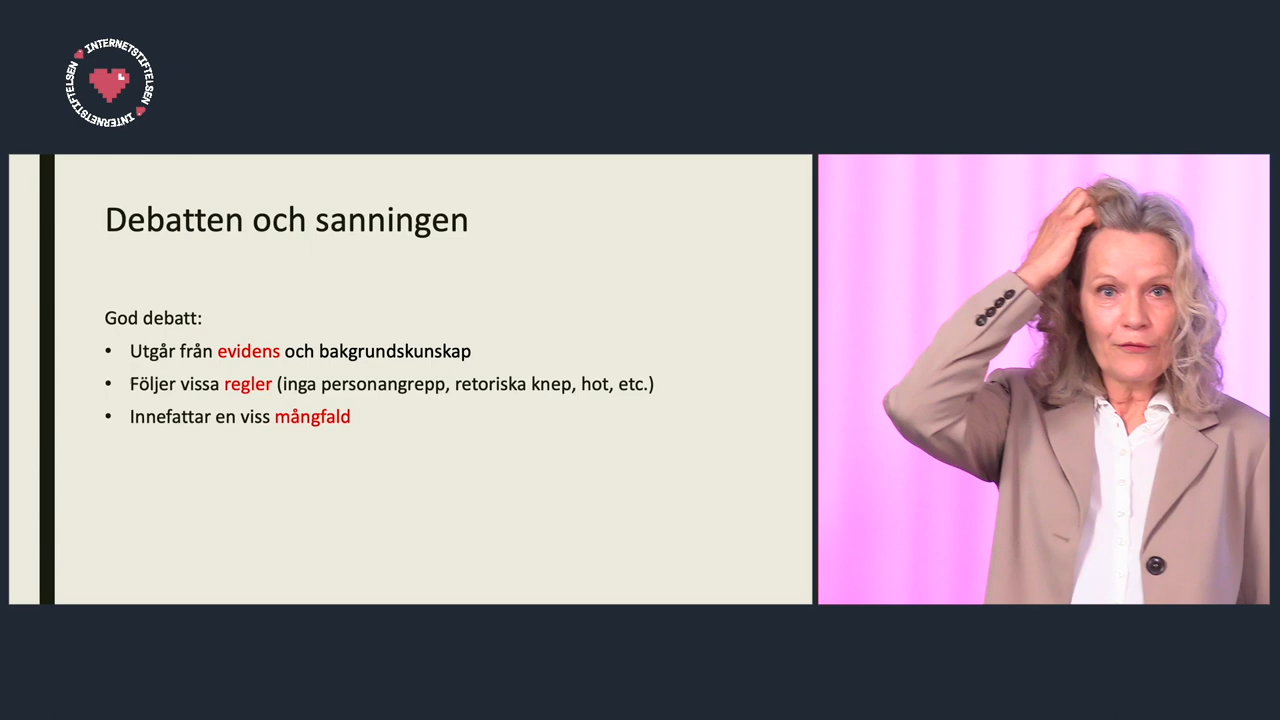 INTERNETSTIFTELSEN
INTERNETSTIFTELSEN
Debatten och sanningen
God debatt:
• Utgår från evidens och bakgrundskunskap
• Följer vissa regler (inga personangrepp, retoriska knep, hot, etc.)
• Innefattar en viss mångfald